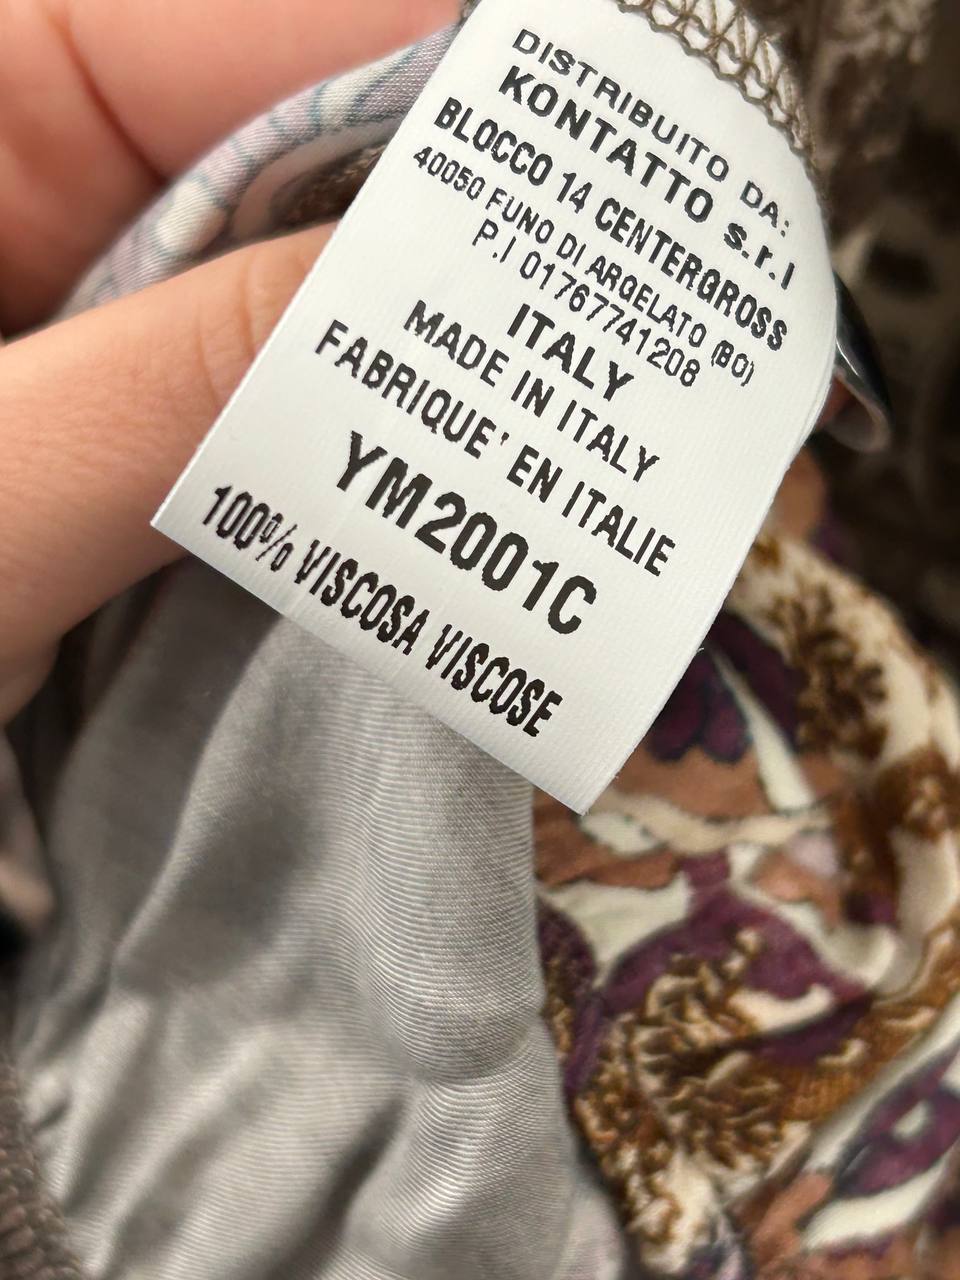 DISTRIBUITO DA:
KONTATTO s.r.l
BLOCCO 14 CENTERGROSS
40050 FUNO DI ARGELATO (BO)
P.I 01767741208
ITALY
MADE IN ITALY
FABRIQUE' EN ITALIE
YM2001C
100% VISCOSA VISCOSE